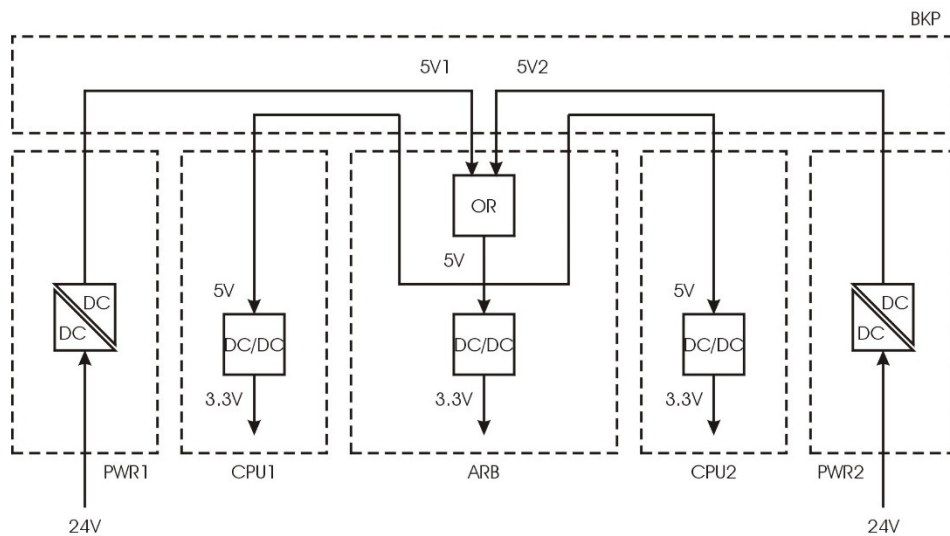 BKP
5V1
5V2
OR
5V
DC
DC
5V
DC/DC
3.3V
DC/DC
3.3V
5V
DC/DC
3.3V
DC
DC
PWR1
CPU1
ARB
CPU2
PWR2
24V
24V